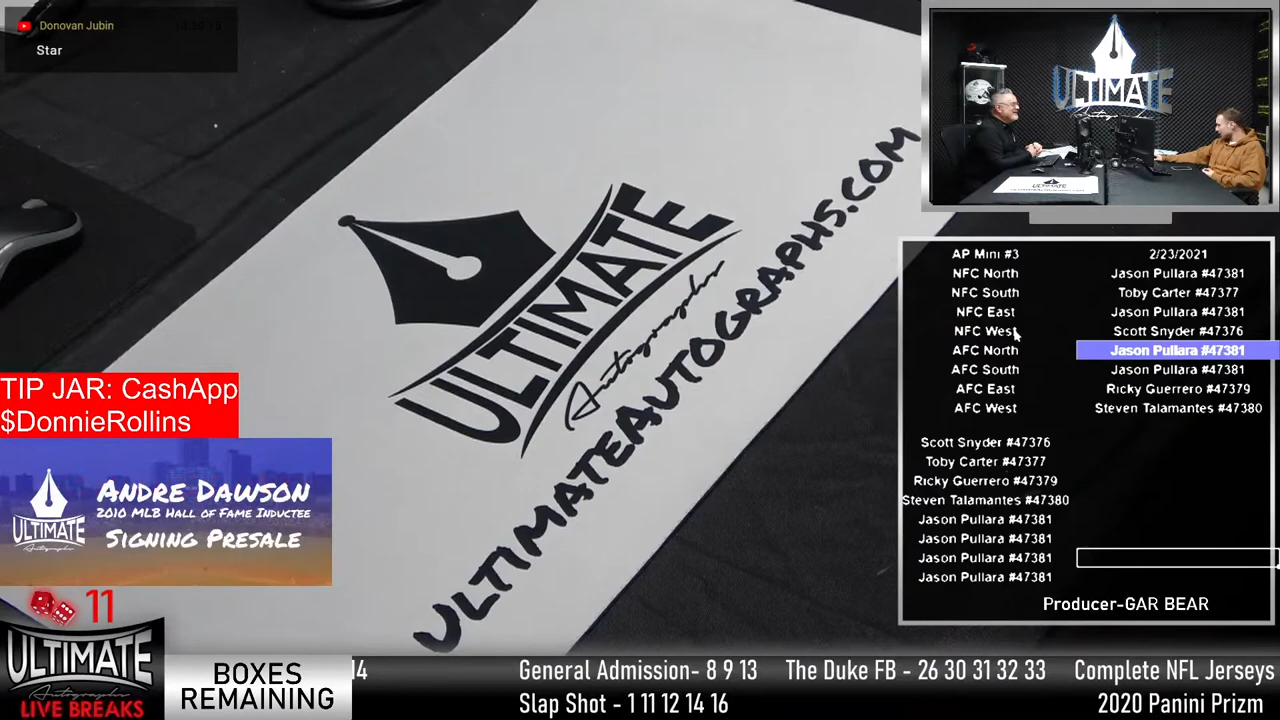 Donovan Jubin
Star
ULTIMATE
Autographs
ULTIMATE
Autographs
ULTIMATEAUTOGRAPHS.COM
AP Mini #3 2/23/2021
NFC North Jason Pullara #47381
NFC South Toby Carter #47377
NFC East Jason Pullara #47381
NFC West Scott Snyder #47376
AFC North Jason Pullara #47381
AFC South Jason Pullara #47381
AFC East Ricky Guerrero #47379
AFC West Steven Talamantes #47380
Scott Snyder #47376
Toby Carter #47377
Ricky Guerrero #47379
Steven Talamantes #47380
Jason Pullara #47381
Jason Pullara #47381
Jason Pullara #47381
Jason Pullara #47381
Producer-GAR BEAR
TIP JAR: CashApp
$DonnieRollins
ULTIMATE
Autographs
ANDRE DAWSON
2010 MLB HALL OF FAME INDUCTEE
SIGNING PRESALE
11
ULTIMATE
Autographs
LIVE BREAKS
BOXES
REMAINING
14 General Admission- 8 9 13 The Duke FB - 26 30 31 32 33 Complete NFL Jerseys
Slap Shot - 1 11 12 14 16 2020 Panini Prizm